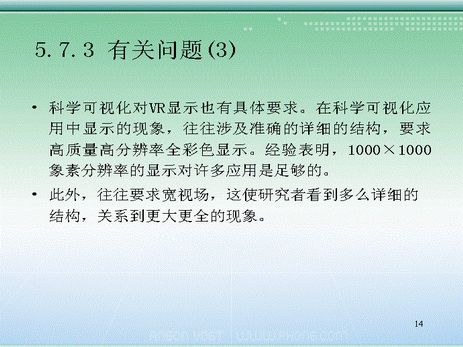 5.7.3 有关问题(3)
• 科学可视化对VR显示也有具体要求。在科学可视化应
用中显示的现象，往往涉及准确的详细的结构，要求
高质量高分辨率全彩色显示。经验表明，1000×1000
象素分辨率的显示对许多应用是足够的。
• 此外，往往要求宽视场，这使研究者看到多么详细的
结构，关系到更大更全的现象。
14